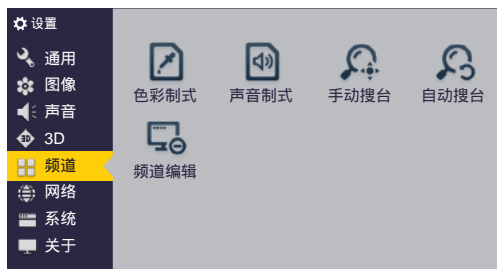 设置
通用
图像
声音
3D
频道
网络
系统
关于
色彩制式 声音制式 手动搜台 自动搜台
频道编辑